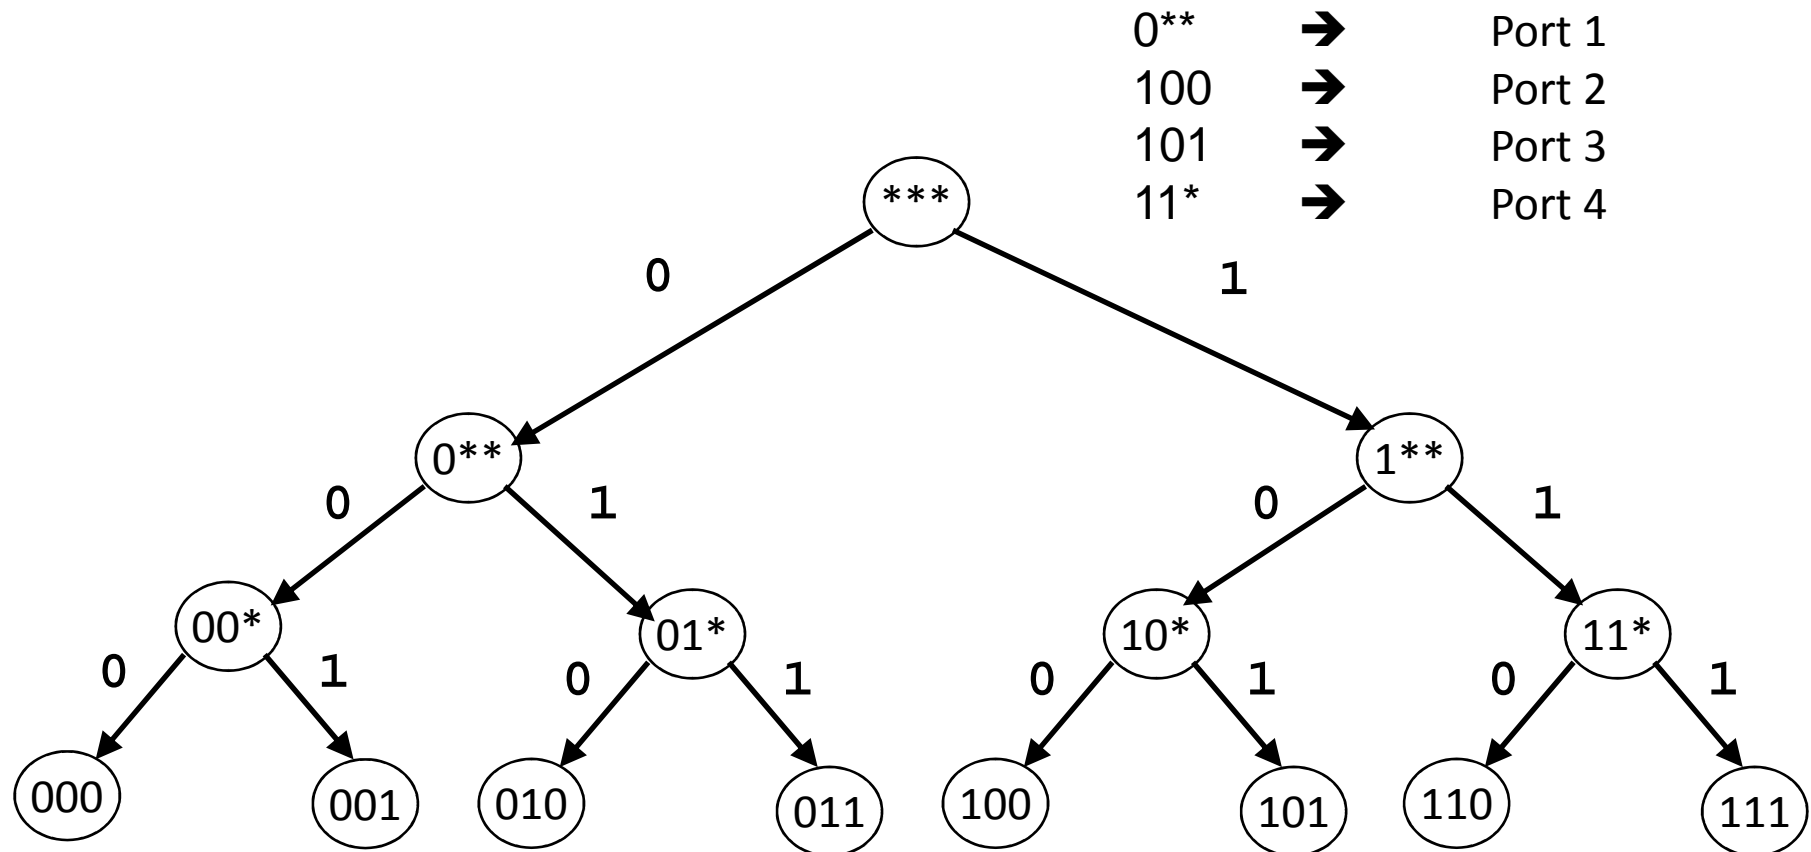 0** ➔ Port 1
100 ➔ Port 2
101 ➔ Port 3
11* ➔ Port 4
***
0 1
0** 1**
0 1 0 1
00* 01* 10* 11*
0 1 0 1 0 1 0 1
000 001 010 011 100 101 110 111